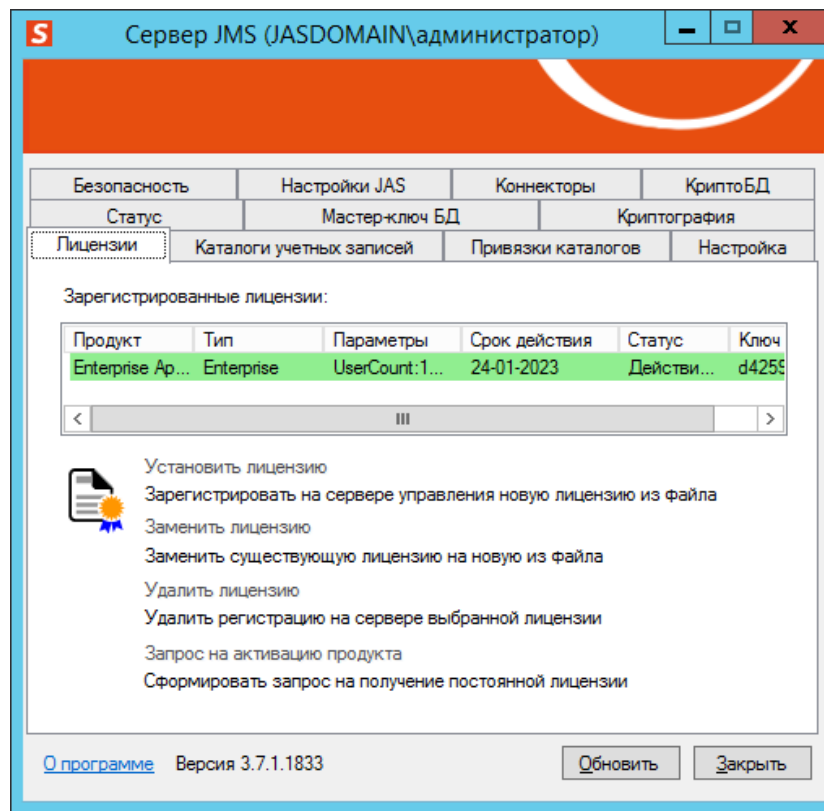 S Сервер JMS (JASDOMAIN\администратор)
Безопасность Настройки JAS Коннекторы КриптоБД
Статус Мастер-ключ БД Криптография
Лицензии Каталоги учетных записей Привязки каталогов Настройка
Зарегистрированные лицензии:
Продукт Тип Параметры Срок действия Статус Ключ
Enterprise Ap... Enterprise UserCount:1... 24-01-2023 Действи... d4259
Установить лицензию
Зарегистрировать на сервере управления новую лицензию из файла
Заменить лицензию
Заменить существующую лицензию на новую из файла
Удалить лицензию
Удалить регистрацию на сервере выбранной лицензии
Запрос на активацию продукта
Сформировать запрос на получение постоянной лицензии
О программе Версия 3.7.1.1833 Обновить Закрыть